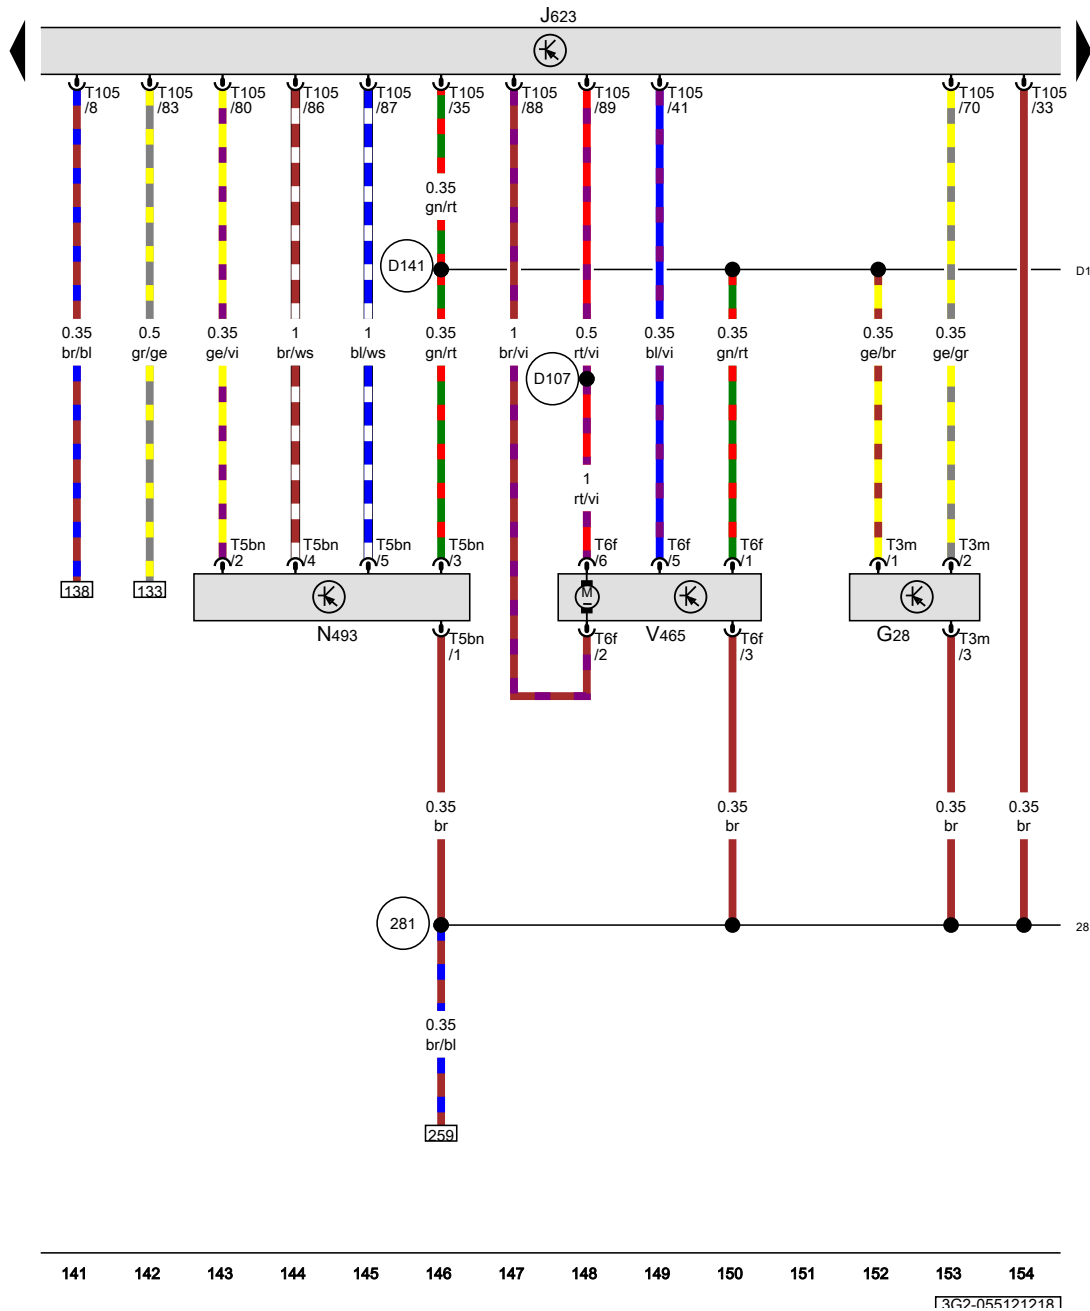 J623
T105 T105 T105 T105 T105 T105 T105 T105 T105 T105 T105
/8 /83 /80 /86 /87 /35 /88 /89 /41 /70 /33
0.35
gn/rt
D141
D1
0.35 0.5 0.35 1 1 0.35 1 0.5 0.35 0.35 0.35 0.35
br/bl gr/ge ge/vi br/ws bl/ws gn/rt br/vi rt/vi bl/vi gn/rt ge/br ge/gr
D107
1
rt/vi
T5bn T5bn T5bn T5bn T6f T6f T6f T3m T3m
/2 /4 /5 /3 /6 /5 /1 /1 /2
138 133
M
N493 V465 G28
T5bn T6f T6f T3m
/1 /2 /3 /3
0.35 0.35 0.35 0.35
br br br br
281
28
0.35
br/bl
259
141 142 143 144 145 146 147 148 149 150 151 152 153 154
3G2-055121218